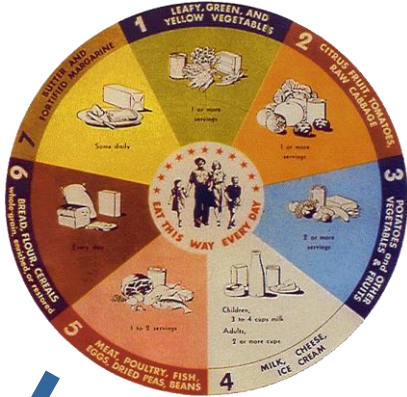 1
LEAFY, GREEN, AND
YELLOW VEGETABLES
1 or more
servings
2
CITRUS FRUIT, TOMATOES,
RAW CABBAGE
1 or more
servings
3
POTATOES and OTHER
VEGETABLES & FRUITS
2 or more
servings
4
MILK, CHEESE,
ICE CREAM
Children,
3 to 4 cups milk
Adults,
2 or more cups
5
MEAT, POULTRY, FISH,
EGGS, DRIED PEAS, BEANS
1 to 2 servings
6
BREAD, FLOUR, CEREALS
whole grain, enriched, or restored
Every day
7
BUTTER AND
FORTIFIED MARGARINE
Some daily
EAT THIS WAY EVERY DAY